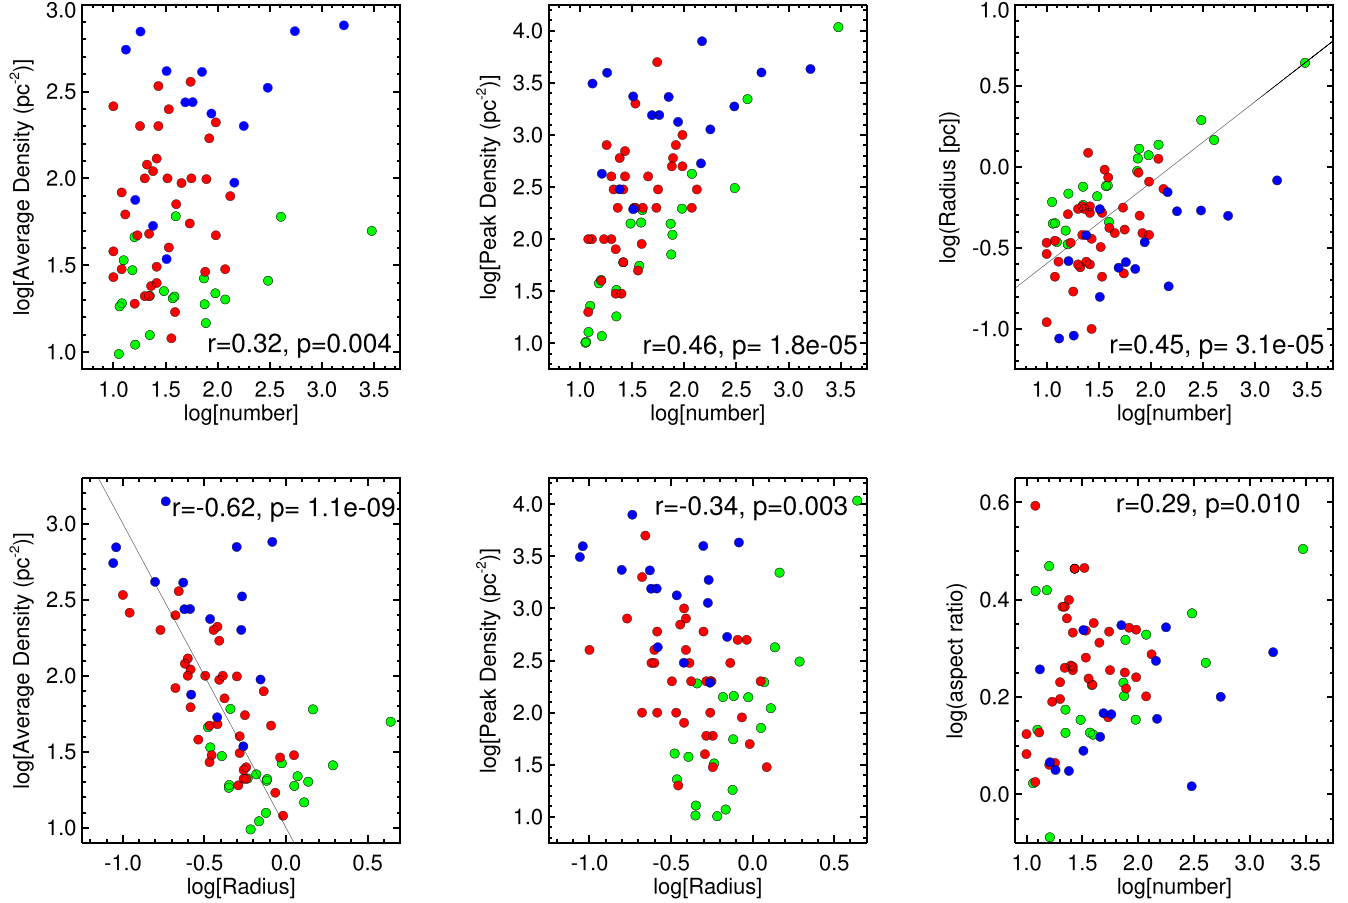 3.0
2.5
2.0
1.5
1.0
log[Average Density (pc⁻²)]
r=0.32, p=0.004
1.0 1.5 2.0 2.5 3.0 3.5
log[number]
4.0
3.5
3.0
2.5
2.0
1.5
1.0
log[Peak Density (pc⁻²)]
r=0.46, p= 1.8e-05
1.0 1.5 2.0 2.5 3.0 3.5
log[number]
1.0
0.5
0.0
-0.5
-1.0
log(Radius [pc])
r=0.45, p= 3.1e-05
1.0 1.5 2.0 2.5 3.0 3.5
log[number]
r=-0.62, p= 1.1e-09
3.0
2.5
2.0
1.5
1.0
log[Average Density (pc⁻²)]
-1.0 -0.5 0.0 0.5
log[Radius]
r=-0.34, p=0.003
4.0
3.5
3.0
2.5
2.0
1.5
1.0
log[Peak Density (pc⁻²)]
-1.0 -0.5 0.0 0.5
log[Radius]
r=0.29, p=0.010
0.6
0.4
0.2
0.0
log(aspect ratio)
1.0 1.5 2.0 2.5 3.0 3.5
log[number]